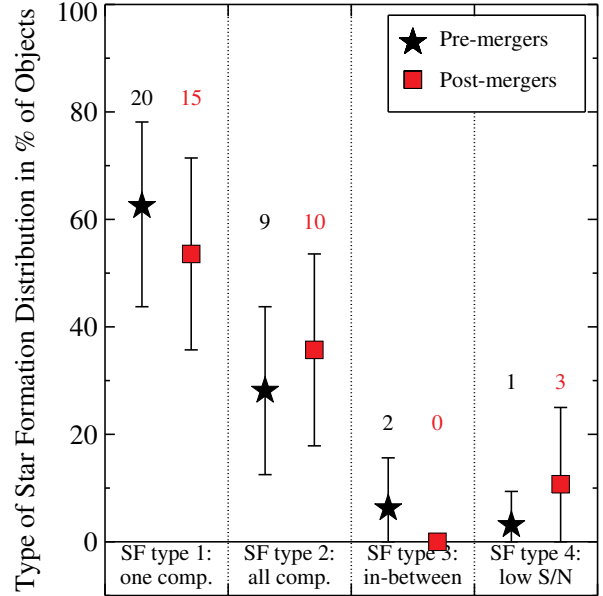 Type of Star Formation Distribution in % of Objects
100
80
60
40
20
0
Pre-mergers
Post-mergers
20 15
9 10
2 0
1 3
SF type 1:
one comp.
SF type 2:
all comp.
SF type 3:
in-between
SF type 4:
low S/N